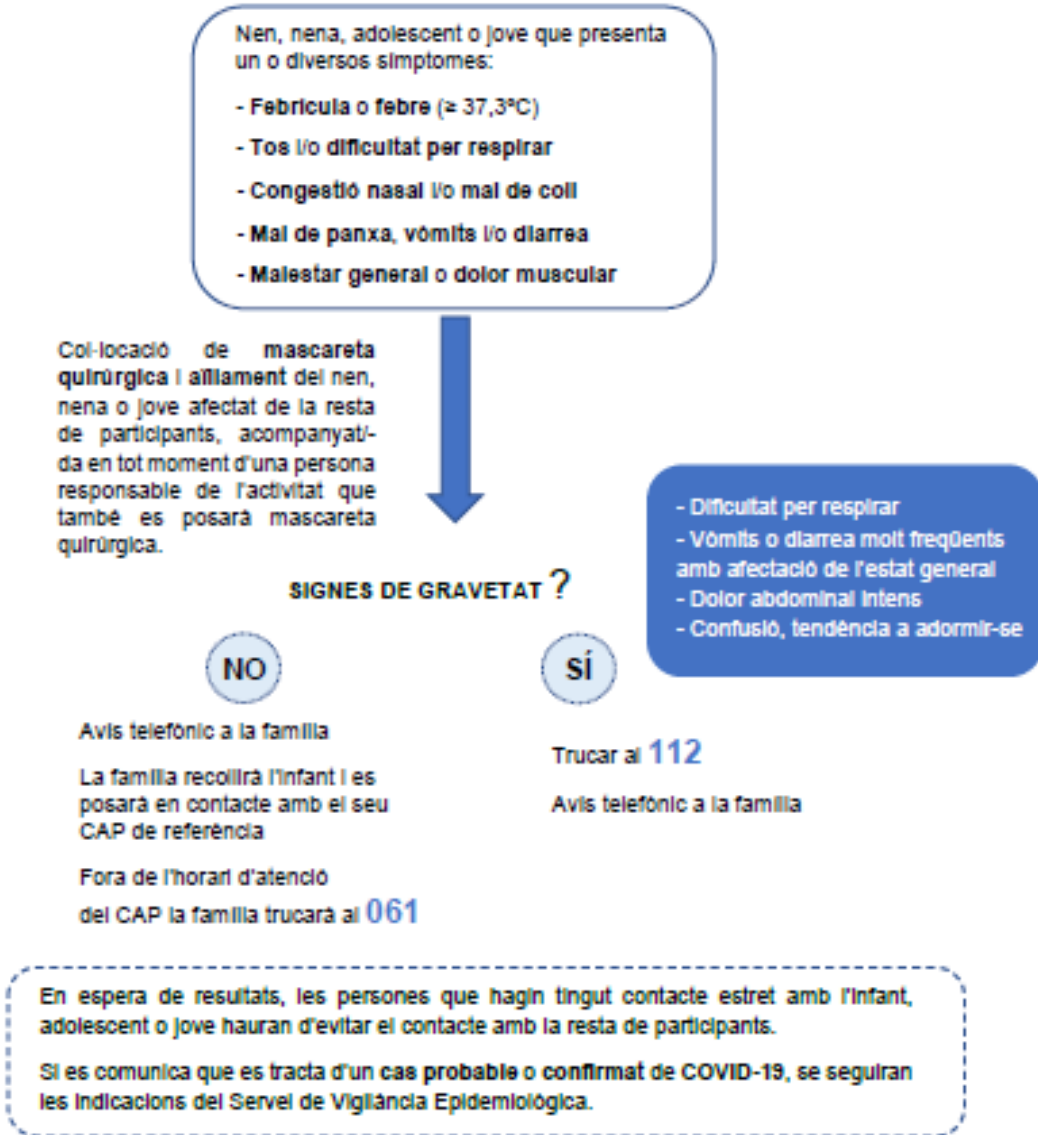 Nen, nena, adolescent o jove que presenta
un o diversos símptomes:
- Febrícula o febre (≥ 37,3ºC)
- Tos i/o dificultat per respirar
- Congestió nasal i/o mal de coll
- Mal de panxa, vòmits i/o diarrea
- Malestar general o dolor muscular
Col·locació de mascareta
quirúrgica i aïllament del nen,
nena o jove afectat de la resta
de participants, acompanyat/-
da en tot moment d'una persona
responsable de l'activitat que
també es posarà mascareta
quirúrgica.
- Dificultat per respirar
- Vòmits o diarrea molt freqüents
amb afectació de l'estat general
- Dolor abdominal intens
- Confusió, tendència a adormir-se
SIGNES DE GRAVETAT ?
NO
Avís telefònic a la família
La família recollirà l'infant i es
posarà en contacte amb el seu
CAP de referència
Fora de l'horari d'atenció
del CAP la família trucarà al 061
SÍ
Trucar al 112
Avís telefònic a la família
En espera de resultats, les persones que hagin tingut contacte estret amb l'infant,
adolescent o jove hauran d'evitar el contacte amb la resta de participants.
Si es comunica que es tracta d'un cas probable o confirmat de COVID-19, se seguiran
les indicacions del Servei de Vigilància Epidemiològica.